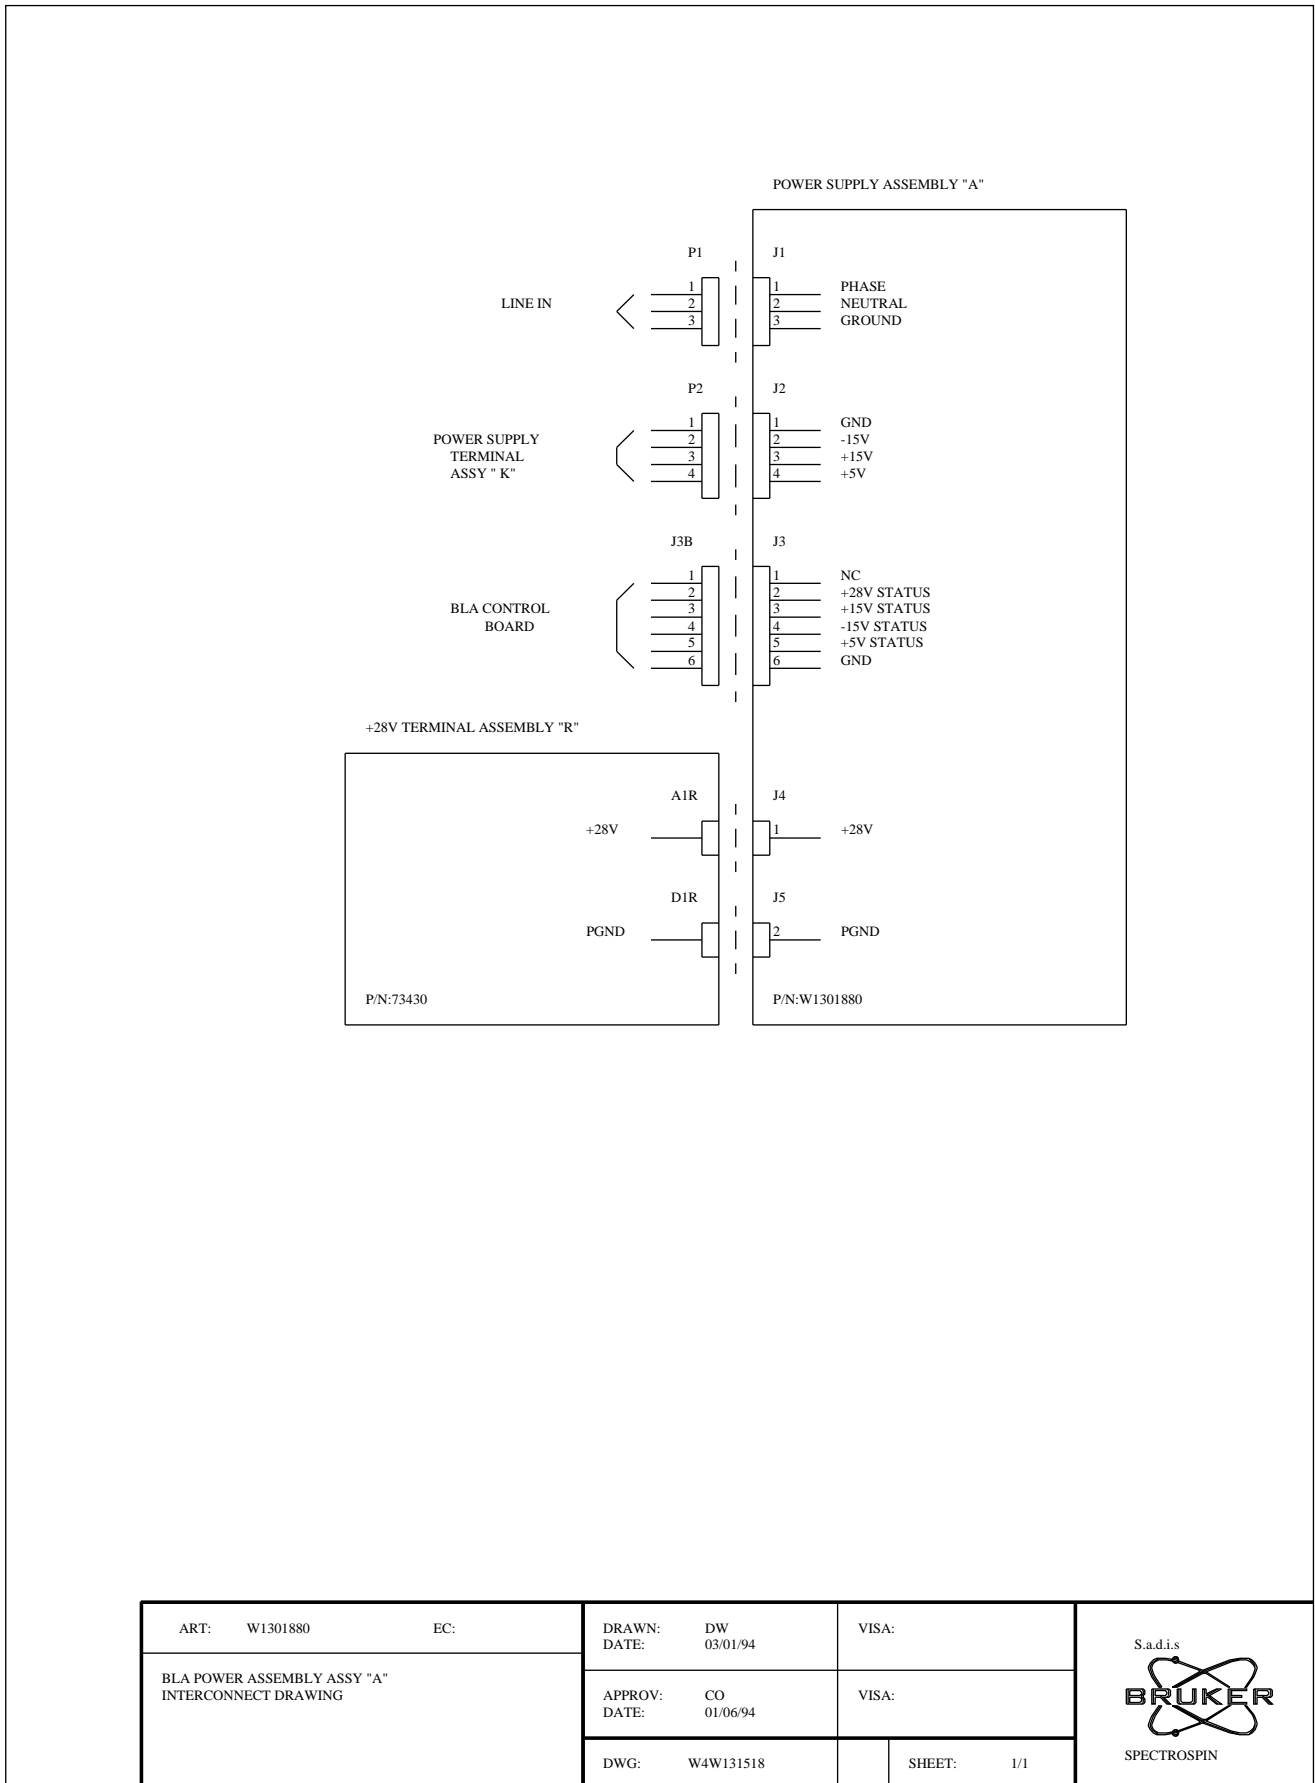 POWER SUPPLY ASSEMBLY "A"
P1 J1
LINE IN
1 1 PHASE
2 2 NEUTRAL
3 3 GROUND
P2 J2
POWER SUPPLY
TERMINAL
ASSY " K"
1 1 GND
2 2 -15V
3 3 +15V
4 4 +5V
J3B J3
BLA CONTROL
BOARD
1 1 NC
2 2 +28V STATUS
3 3 +15V STATUS
4 4 -15V STATUS
5 5 +5V STATUS
6 6 GND
+28V TERMINAL ASSEMBLY "R"
A1R J4
+28V 1 +28V
D1R J5
PGND 2 PGND
P/N:73430 P/N:W1301880
ART: W1301880 EC:
BLA POWER ASSEMBLY ASSY "A"
INTERCONNECT DRAWING
DRAWN: DW
DATE: 03/01/94
VISA:
APPROV: CO
DATE: 01/06/94
VISA:
DWG: W4W131518 SHEET: 1/1
S.a.d.i.s
BRUKER
SPECTROSPIN